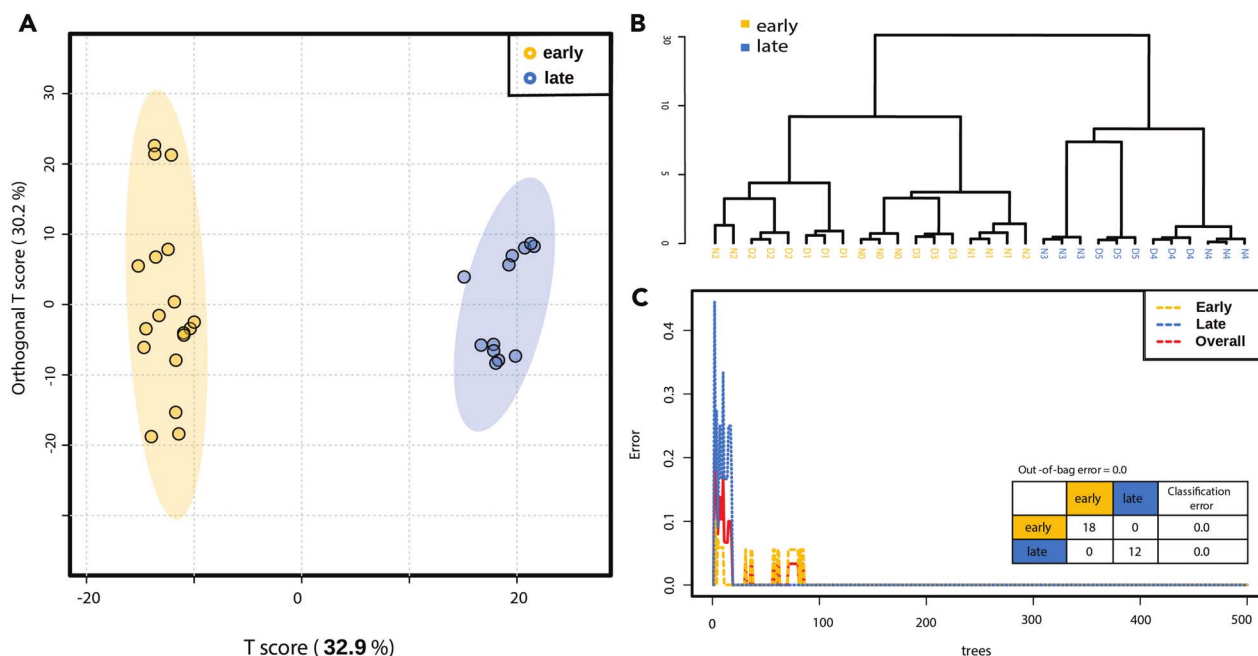 A
early
late
30
20
10
0
-10
-20
Orthogonal T score ( 30.2 %)
-20
0
20
T score ( 32.9 %)
B
early
late
30
10
5
0
N2 N2 D2 D2 D2 D1 D1 D1 N0 N0 N0 D3 D3 D3 N1 N1 N1 N2 N3 N3 N3 D5 D5 D5 D4 D4 D4 N4 N4 N4
C
Early
Late
Overall
0.4
0.3
0.2
0.1
0.0
Error
Out -of-bag error = 0.0
early late Classification
error
early 18 0 0.0
late 0 12 0.0
0 100 200 300 400 500
trees